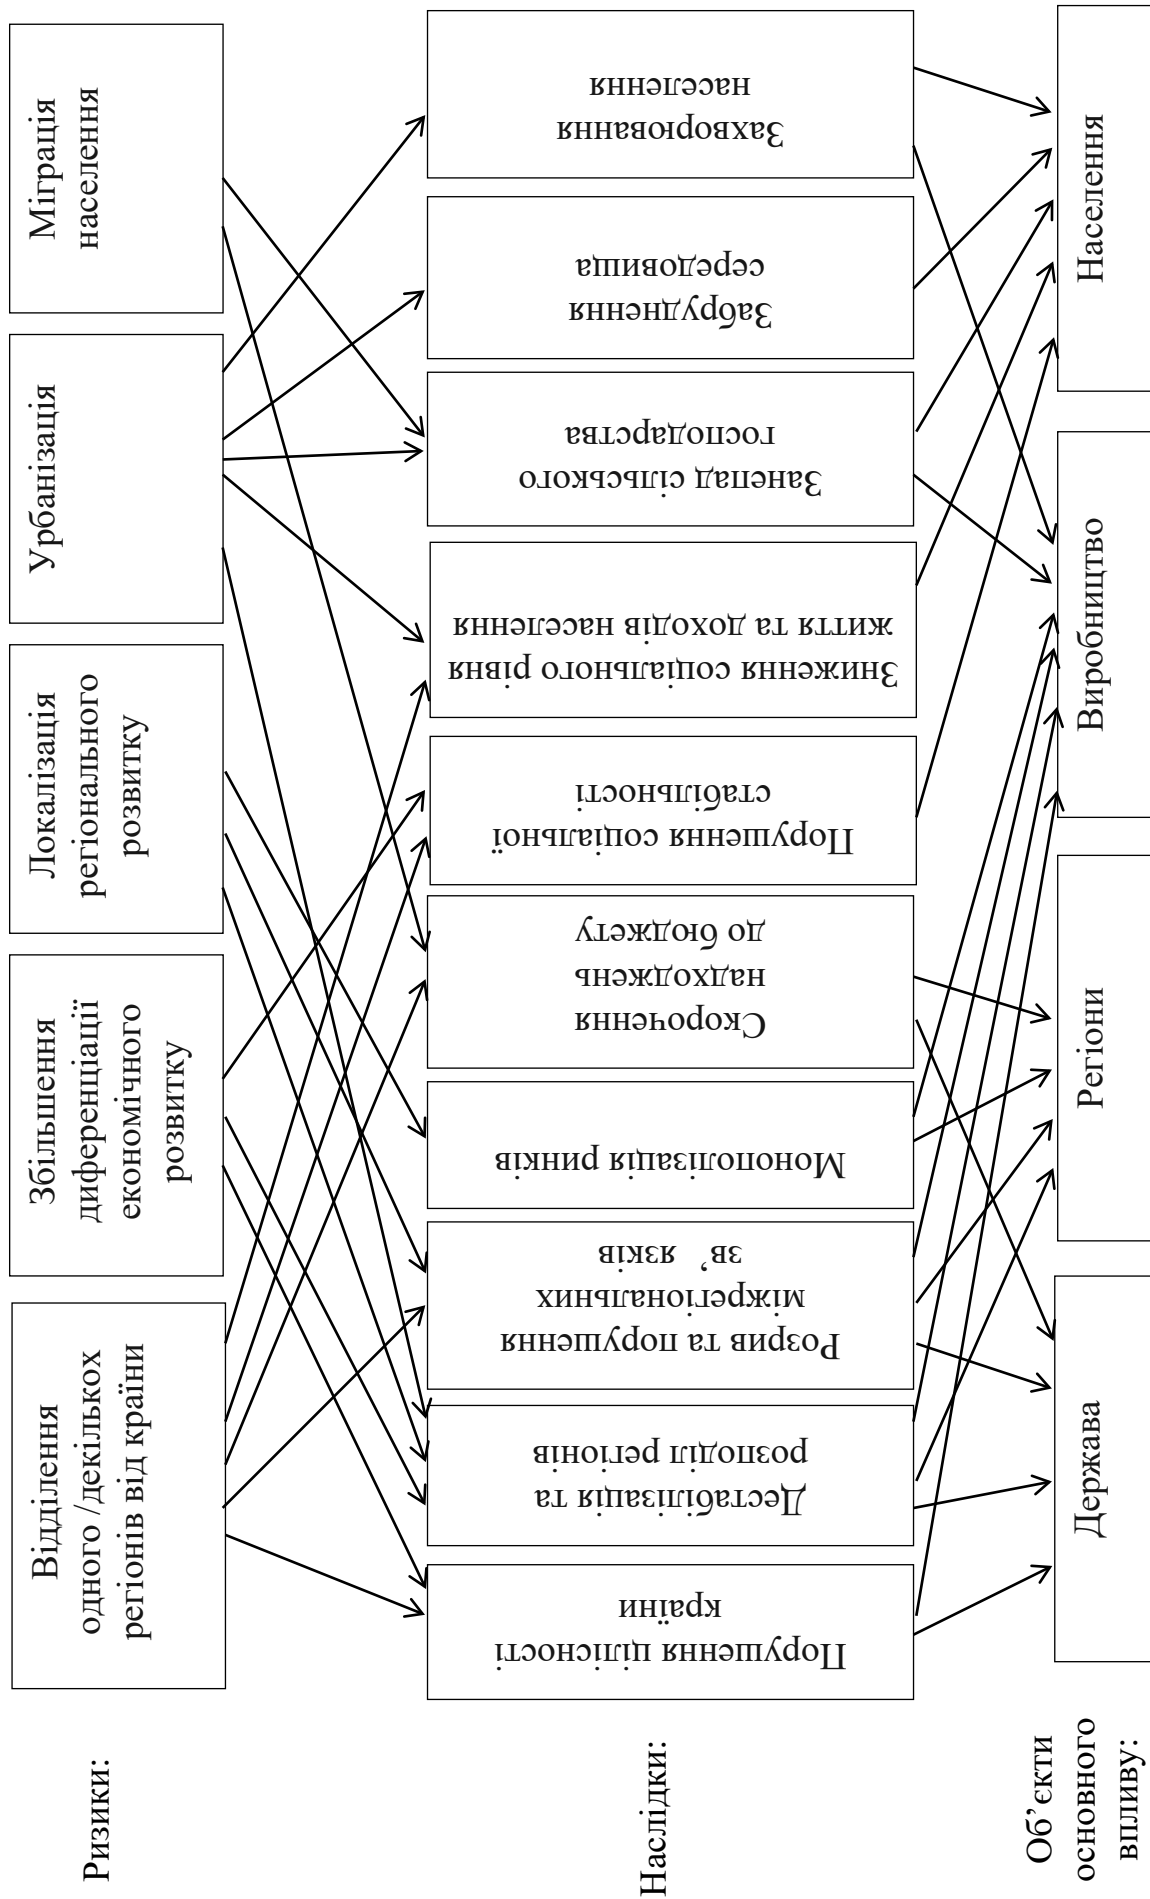 Ризики:
Відділення
одного /декількох
регіонів від країни
Збільшення
диференціації
економічного
розвитку
Локалізація
регіонального
розвитку
Урбанізація
Міграція
населення
Наслідки:
Порушення цілісності
країни
Дестабілізація та
розподіл регіонів
Розрив та порушення
міжрегіональних
зв’ язків
Монополізація ринків
Скорочення
надходжень
до бюджету
Порушення соціальної
стабільності
Зниження соціального рівня
життя та доходів населення
Занепад сільського
господарства
Забруднення
середовища
Захворювання
населення
Об’єкти
основного
впливу:
Держава
Регіони
Виробництво
Населення